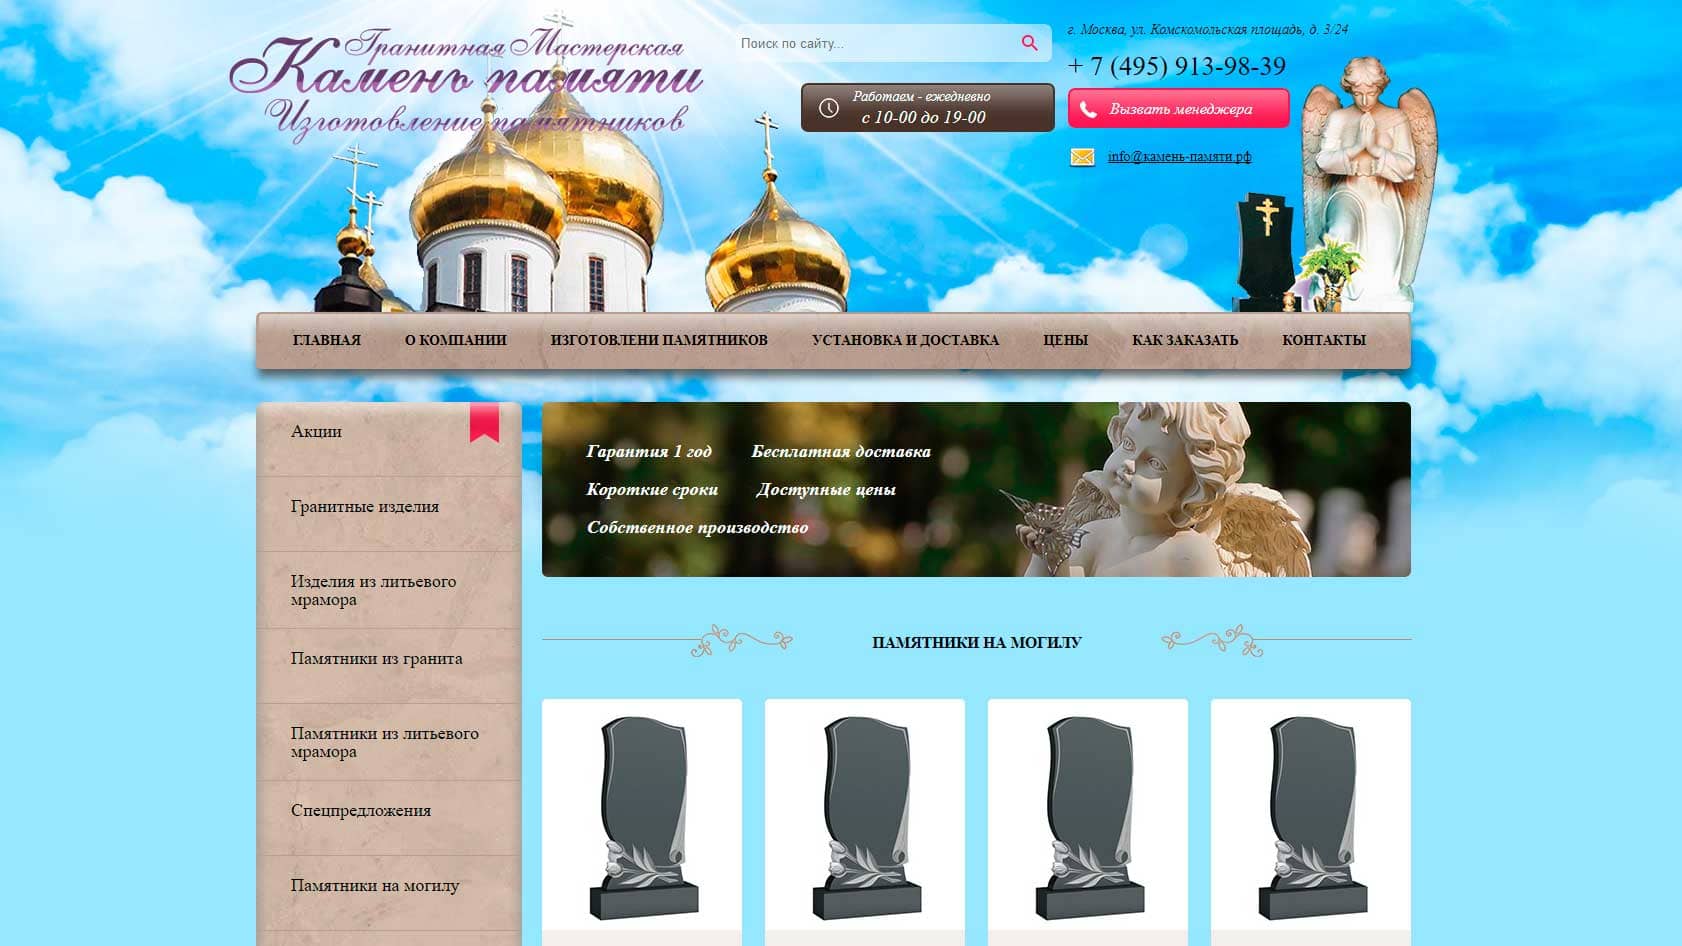 Гранитная Мастерская
Камень памяти
Изготовление памятников
Поиск по сайту...
Работаем - ежедневно
с 10-00 до 19-00
г. Москва, ул. Комскомольская площадь, д. 3/24
+ 7 (495) 913-98-39
Вызвать менеджера
info@камень-памяти.рф
ГЛАВНАЯ О КОМПАНИИ ИЗГОТОВЛЕНИ ПАМЯТНИКОВ УСТАНОВКА И ДОСТАВКА ЦЕНЫ КАК ЗАКАЗАТЬ КОНТАКТЫ
Акции
Гранитные изделия
Изделия из литьевого
мрамора
Памятники из гранита
Памятники из литьевого
мрамора
Спецпредложения
Памятники на могилу
Гарантия 1 год Бесплатная доставка
Короткие сроки Доступные цены
Собственное производство
ПАМЯТНИКИ НА МОГИЛУ